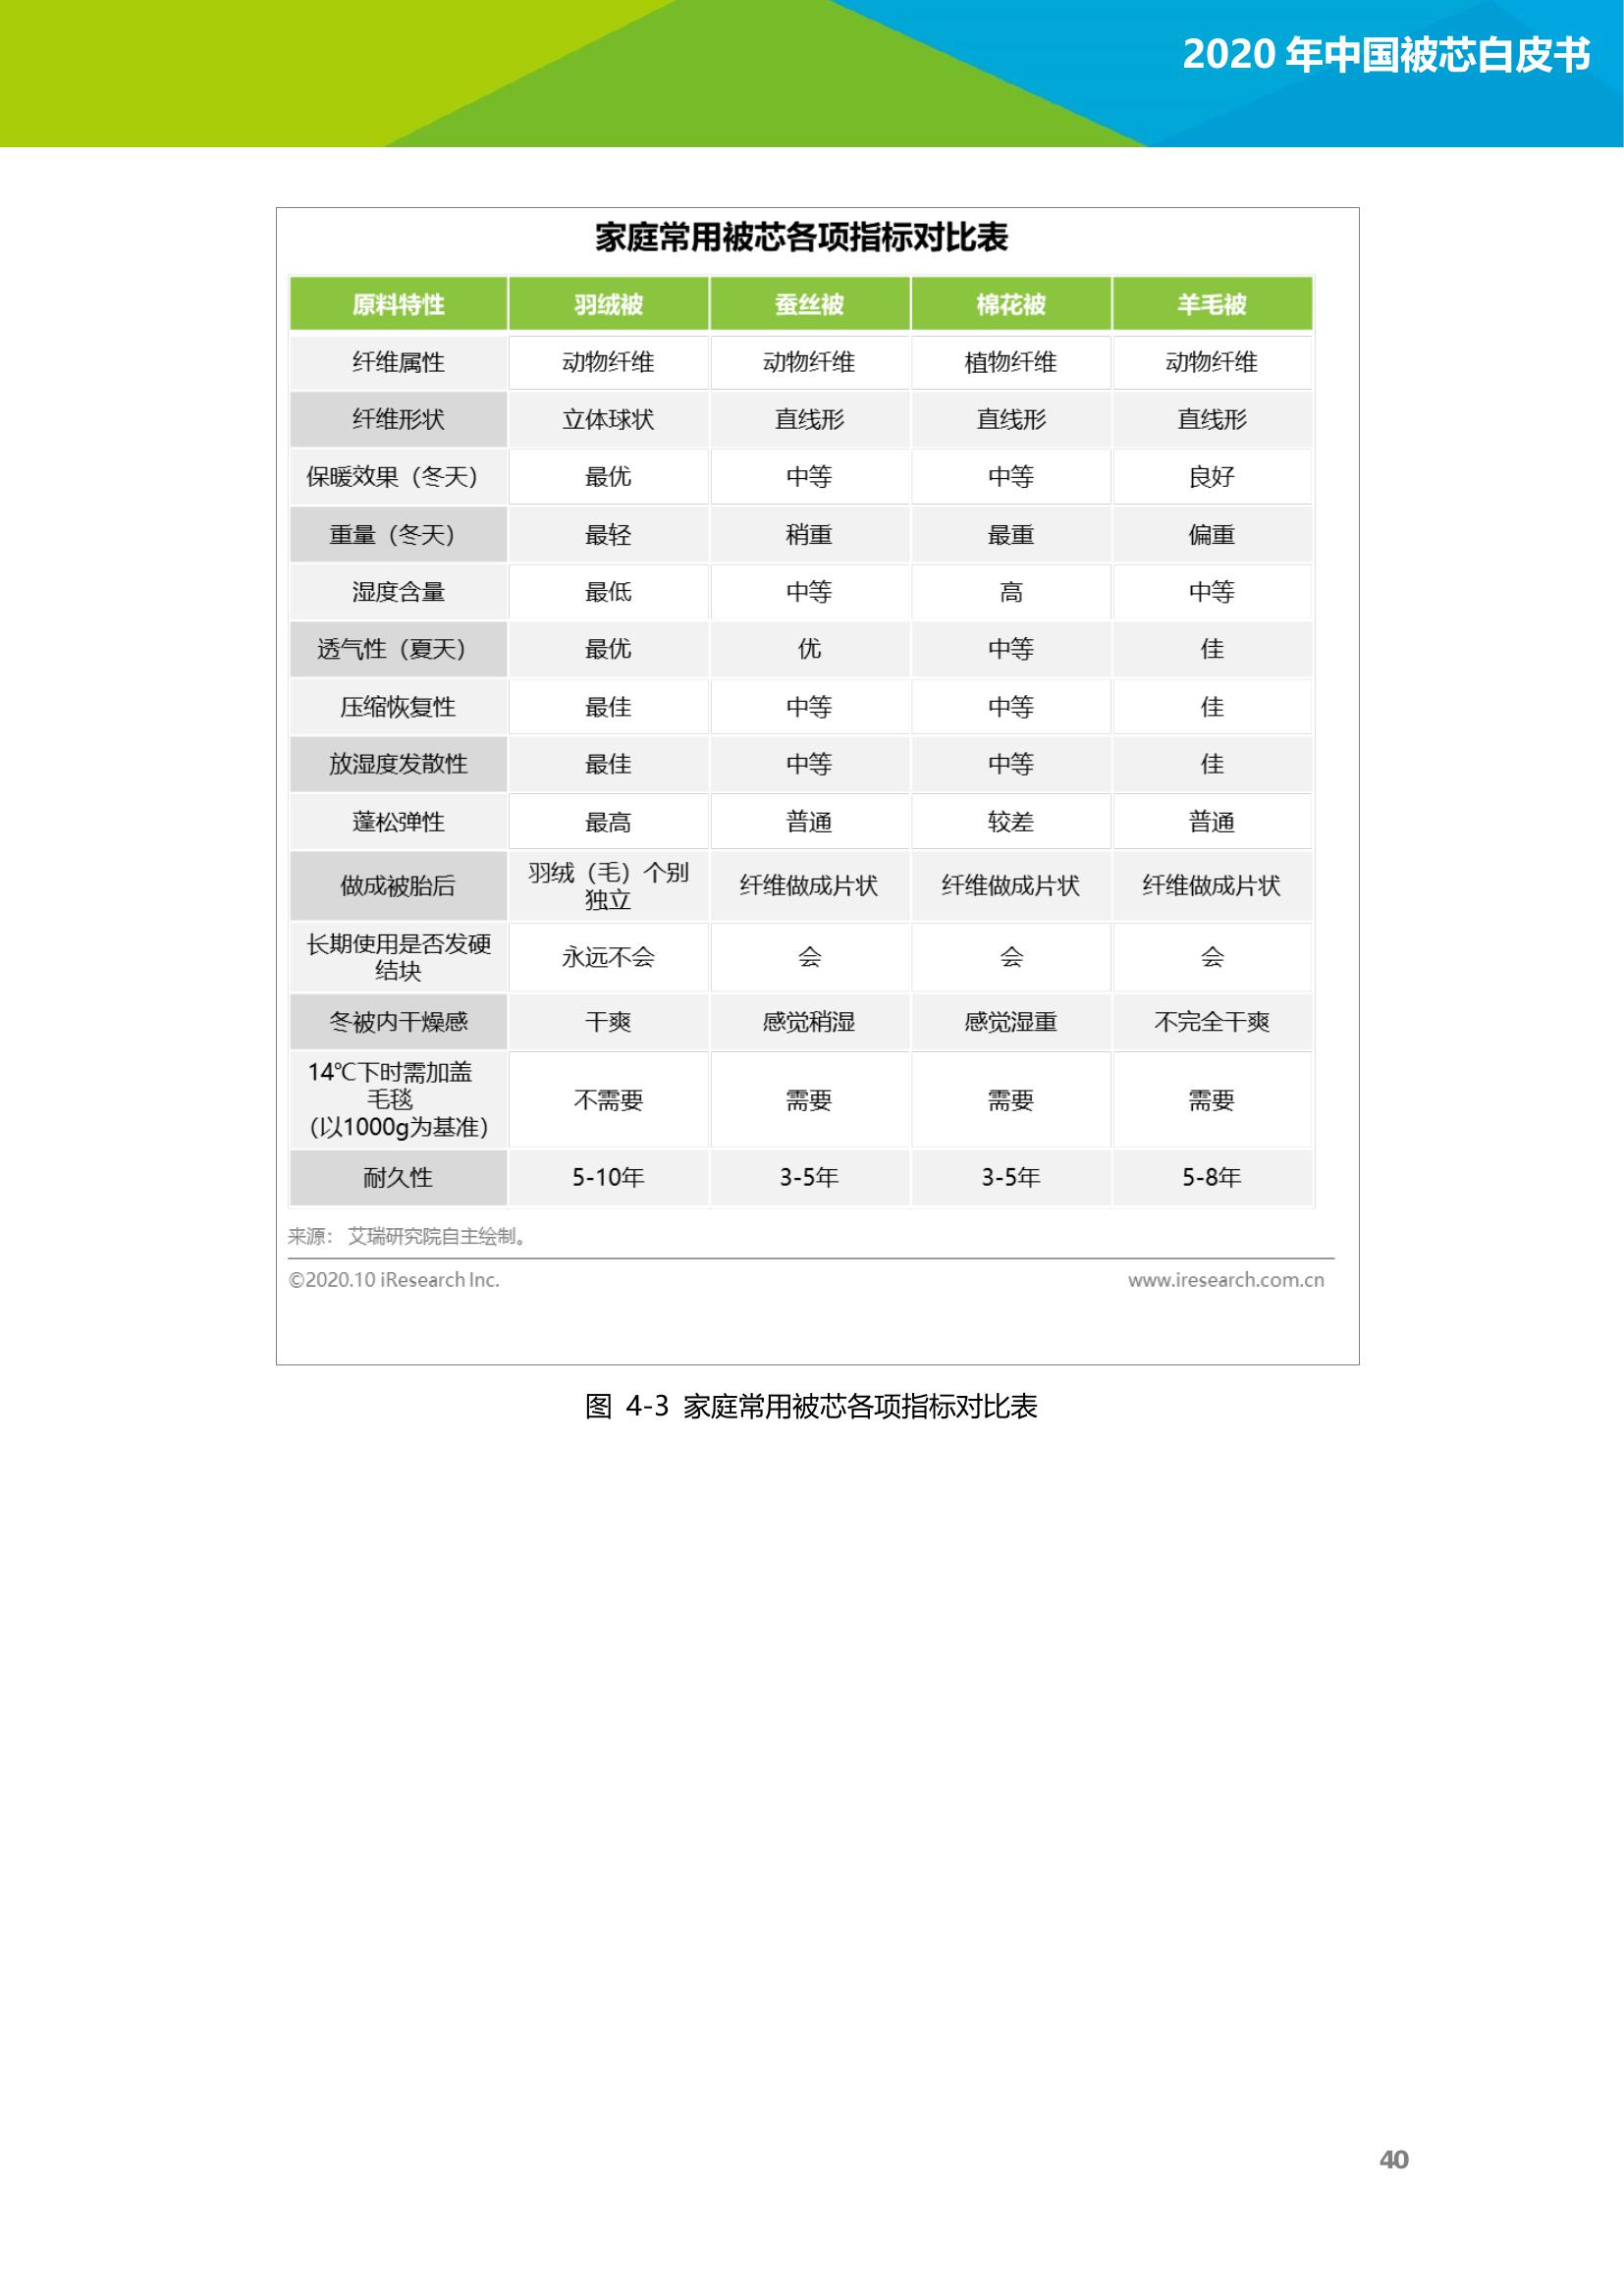 2020 年中国被芯白皮书
家庭常用被芯各项指标对比表
原料特性 羽绒被 蚕丝被 棉花被 羊毛被
纤维属性 动物纤维 动物纤维 植物纤维 动物纤维
纤维形状 立体球状 直线形 直线形 直线形
保暖效果（冬天） 最优 中等 中等 良好
重量（冬天） 最轻 稍重 最重 偏重
湿度含量 最低 中等 高 中等
透气性（夏天） 最优 优 中等 佳
压缩恢复性 最佳 中等 中等 佳
放湿度发散性 最佳 中等 中等 佳
蓬松弹性 最高 普通 较差 普通
做成被胎后 羽绒（毛）个别
独立 纤维做成片状 纤维做成片状 纤维做成片状
长期使用是否发硬
结块 永远不会 会 会 会
冬被内干燥感 干爽 感觉稍湿 感觉湿重 不完全干爽
14℃下时需加盖
毛毯
（以1000g为基准） 不需要 需要 需要 需要
耐久性 5-10年 3-5年 3-5年 5-8年
来源： 艾瑞研究院自主绘制。
©2020.10 iResearch Inc. www.iresearch.com.cn
图 4-3 家庭常用被芯各项指标对比表
40